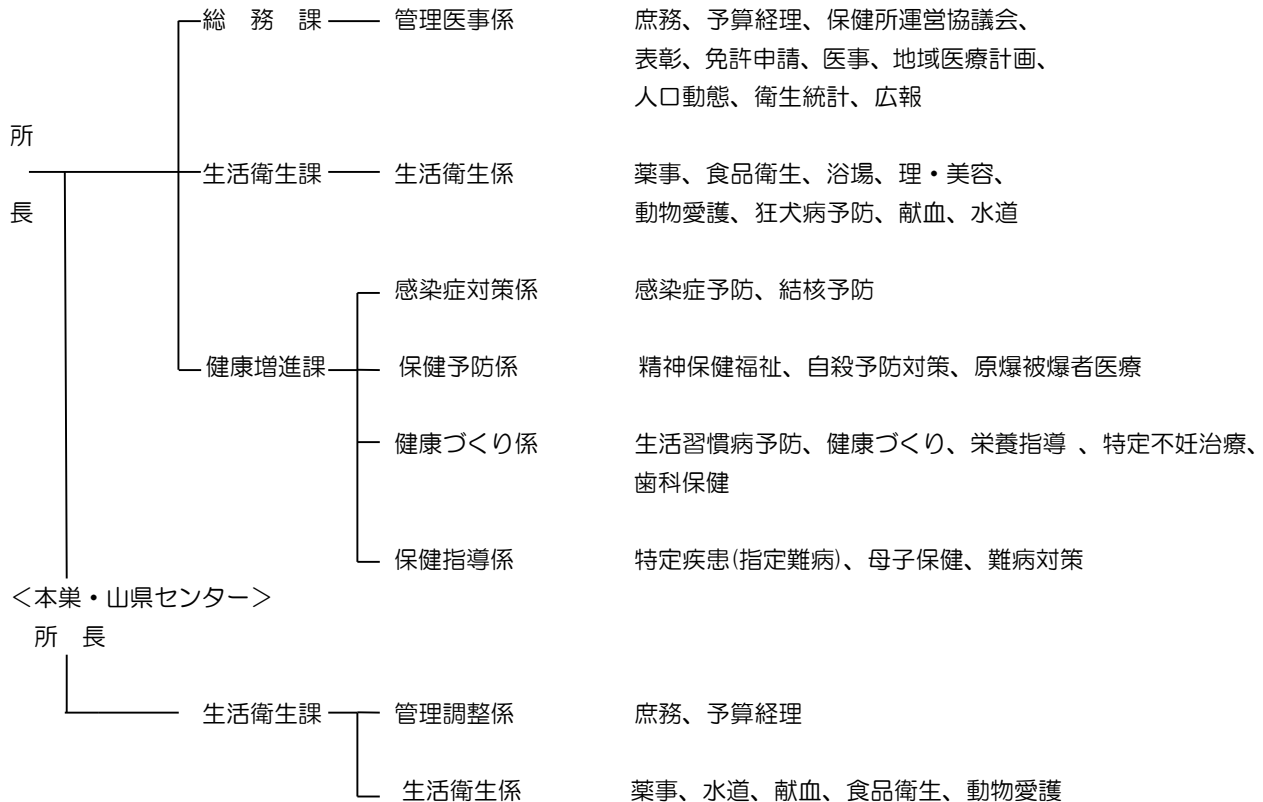 総　務　課 管理医事係 庶務、予算経理、保健所運営協議会、
表彰、免許申請、医事、地域医療計画、
人口動態、衛生統計、広報
所
生活衛生課 生活衛生係 薬事、食品衛生、浴場、理・美容、
長 動物愛護、狂犬病予防、献血、水道
感染症対策係 感染症予防、結核予防
健康増進課 保健予防係 精神保健福祉、自殺予防対策、原爆被爆者医療
健康づくり係 生活習慣病予防、健康づくり、栄養指導 、特定不妊治療、
歯科保健
保健指導係 特定疾患(指定難病)、母子保健、難病対策
＜本巣・山県センター＞
所　長
生活衛生課 管理調整係 庶務、予算経理
生活衛生係 薬事、水道、献血、食品衛生、動物愛護